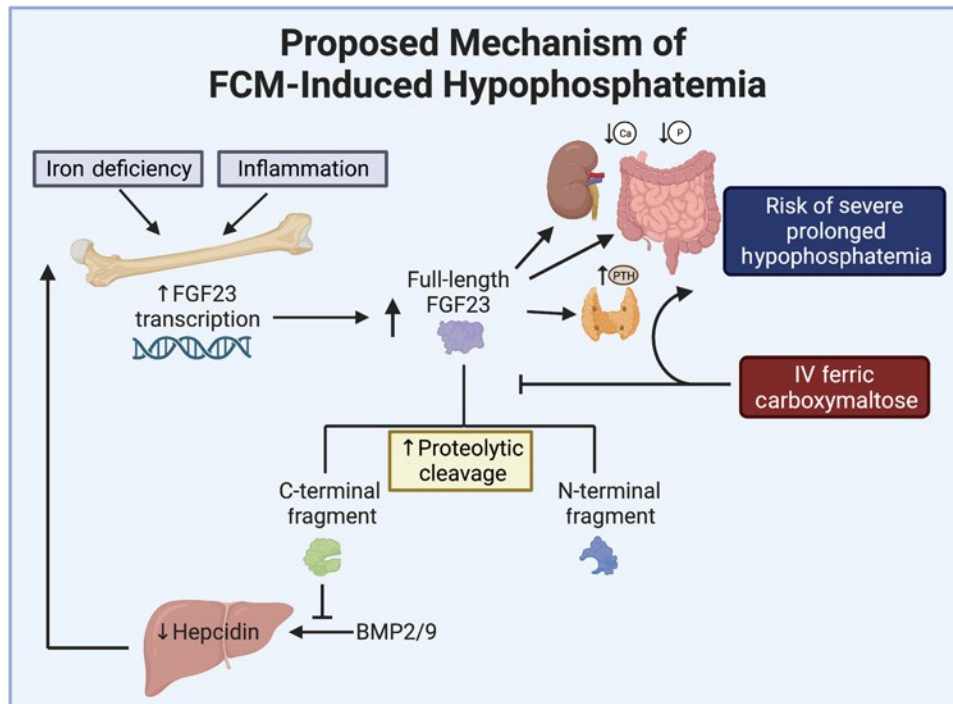 Proposed Mechanism of
FCM-Induced Hypophosphatemia
↓ Ca
↓ P
Iron deficiency
Inflammation
Risk of severe
prolonged
hypophosphatemia
↑FGF23
transcription
↑
Full-length
FGF23
↑ PTH
IV ferric
carboxymaltose
↑Proteolytic
cleavage
C-terminal
fragment
N-terminal
fragment
↓Hepcidin
BMP2/9